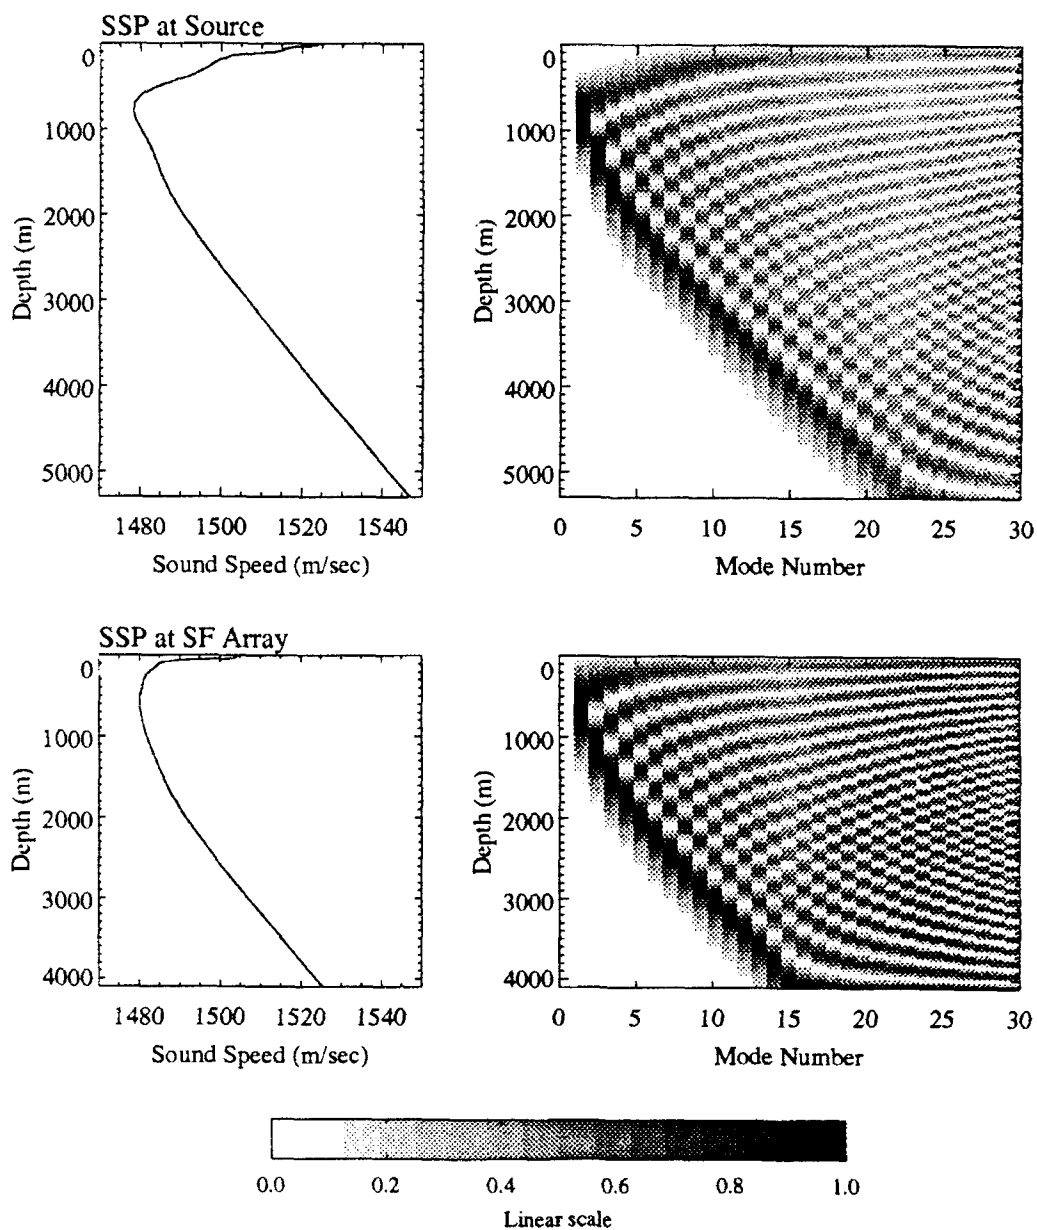 SSP at Source
0
1000
2000
3000
4000
5000
Depth (m)
1480 1500 1520 1540
Sound Speed (m/sec)
0
1000
2000
3000
4000
5000
Depth (m)
0 5 10 15 20 25 30
Mode Number
SSP at SF Array
0
1000
2000
3000
4000
Depth (m)
1480 1500 1520 1540
Sound Speed (m/sec)
0
1000
2000
3000
4000
Depth (m)
0 5 10 15 20 25 30
Mode Number
0.0 0.2 0.4 0.6 0.8 1.0
Linear scale